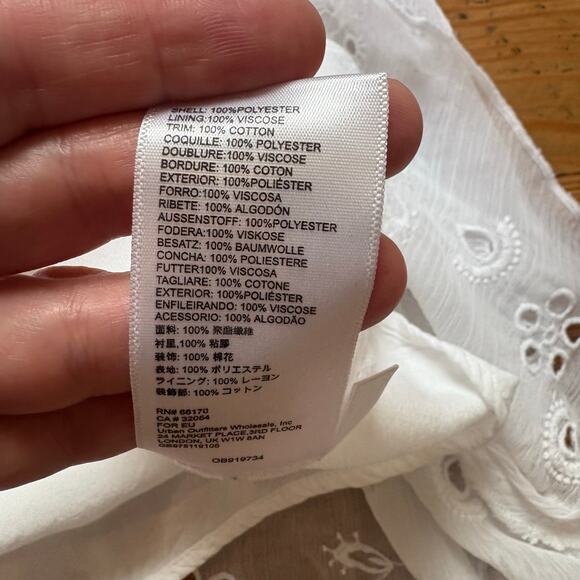 SHELL: 100%POLYESTER
LINING:100% VISCOSE
TRIM: 100% COTTON
COQUILLE: 100% POLYESTER
DOUBLURE: 100% VISCOSE
BORDURE: 100% COTON
EXTERIOR: 100%POLIÉSTER
FORRO:100% VISCOSA
RIBETE: 100% ALGODÓN
AUSSENSTOFF: 100%POLYESTER
FODERA:100% VISKOSE
BESATZ: 100% BAUMWOLLE
CONCHA: 100% POLIESTERE
FUTTER100% VISCOSA
TAGLIARE: 100% COTONE
EXTERIOR: 100%POLIÉSTER
ENFILEIRANDO: 100% VISCOSE
ACESSORIO: 100% ALGODÃO
面料: 100% 聚酯纖維
衬里,100% 粘膠
装饰: 100% 棉花
表地: 100% ポリエステル
ライニング: 100% レーヨン
装飾部: 100% コットン
RN# 66170
CA# 32054
FOR EU
Urban Outfitters Wholesale, Inc
24 MARKET PLACE,3RD FLOOR
LONDON, UK W1W 8AN
GB975119105
OB919734